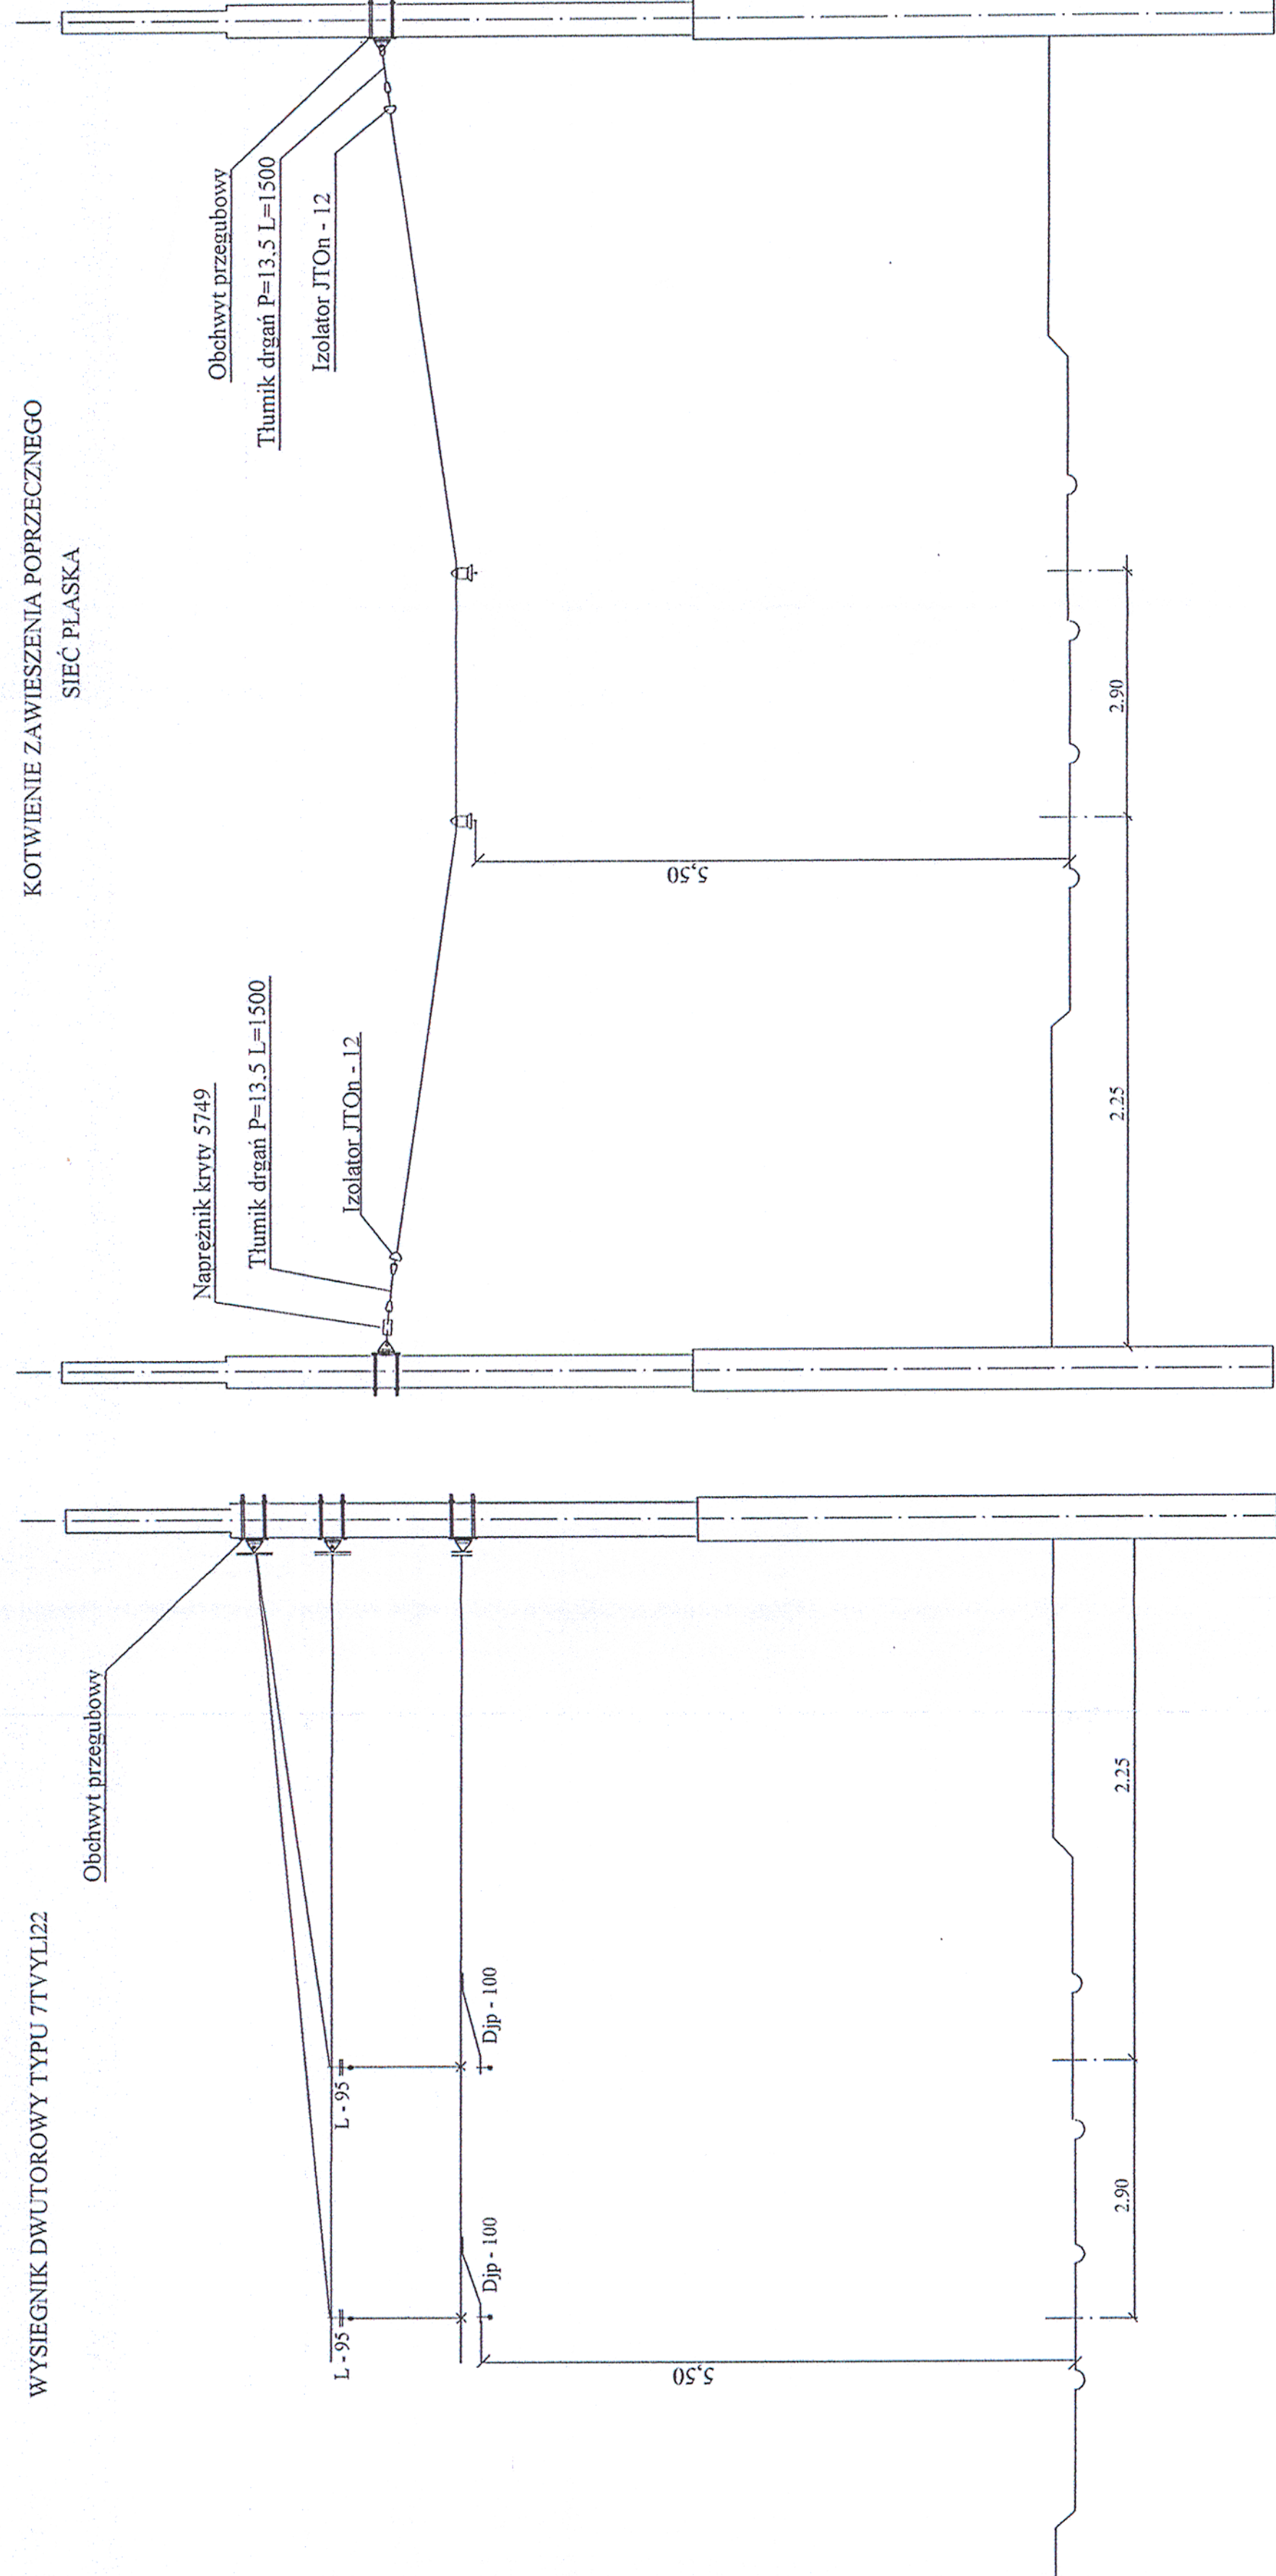 WYSIEGNIK DWUTOROWY TYPU 7TVYLl22
Obchwyt przegubowy
L - 95
L - 95
Djp - 100
Djp - 100
5,50
2.90
2.25
KOTWIENIE ZAWIESZENIA POPRZECZNEGO
SIEĆ PŁASKA
Naprężnik kryty 5749
Tłumik drgań P=13.5 L=1500
Izolator JTOn - 12
Obchwyt przegubowy
Tłumik drgań P=13,5 L=1500
Izolator JTOn - 12
5,50
2.25
2.90